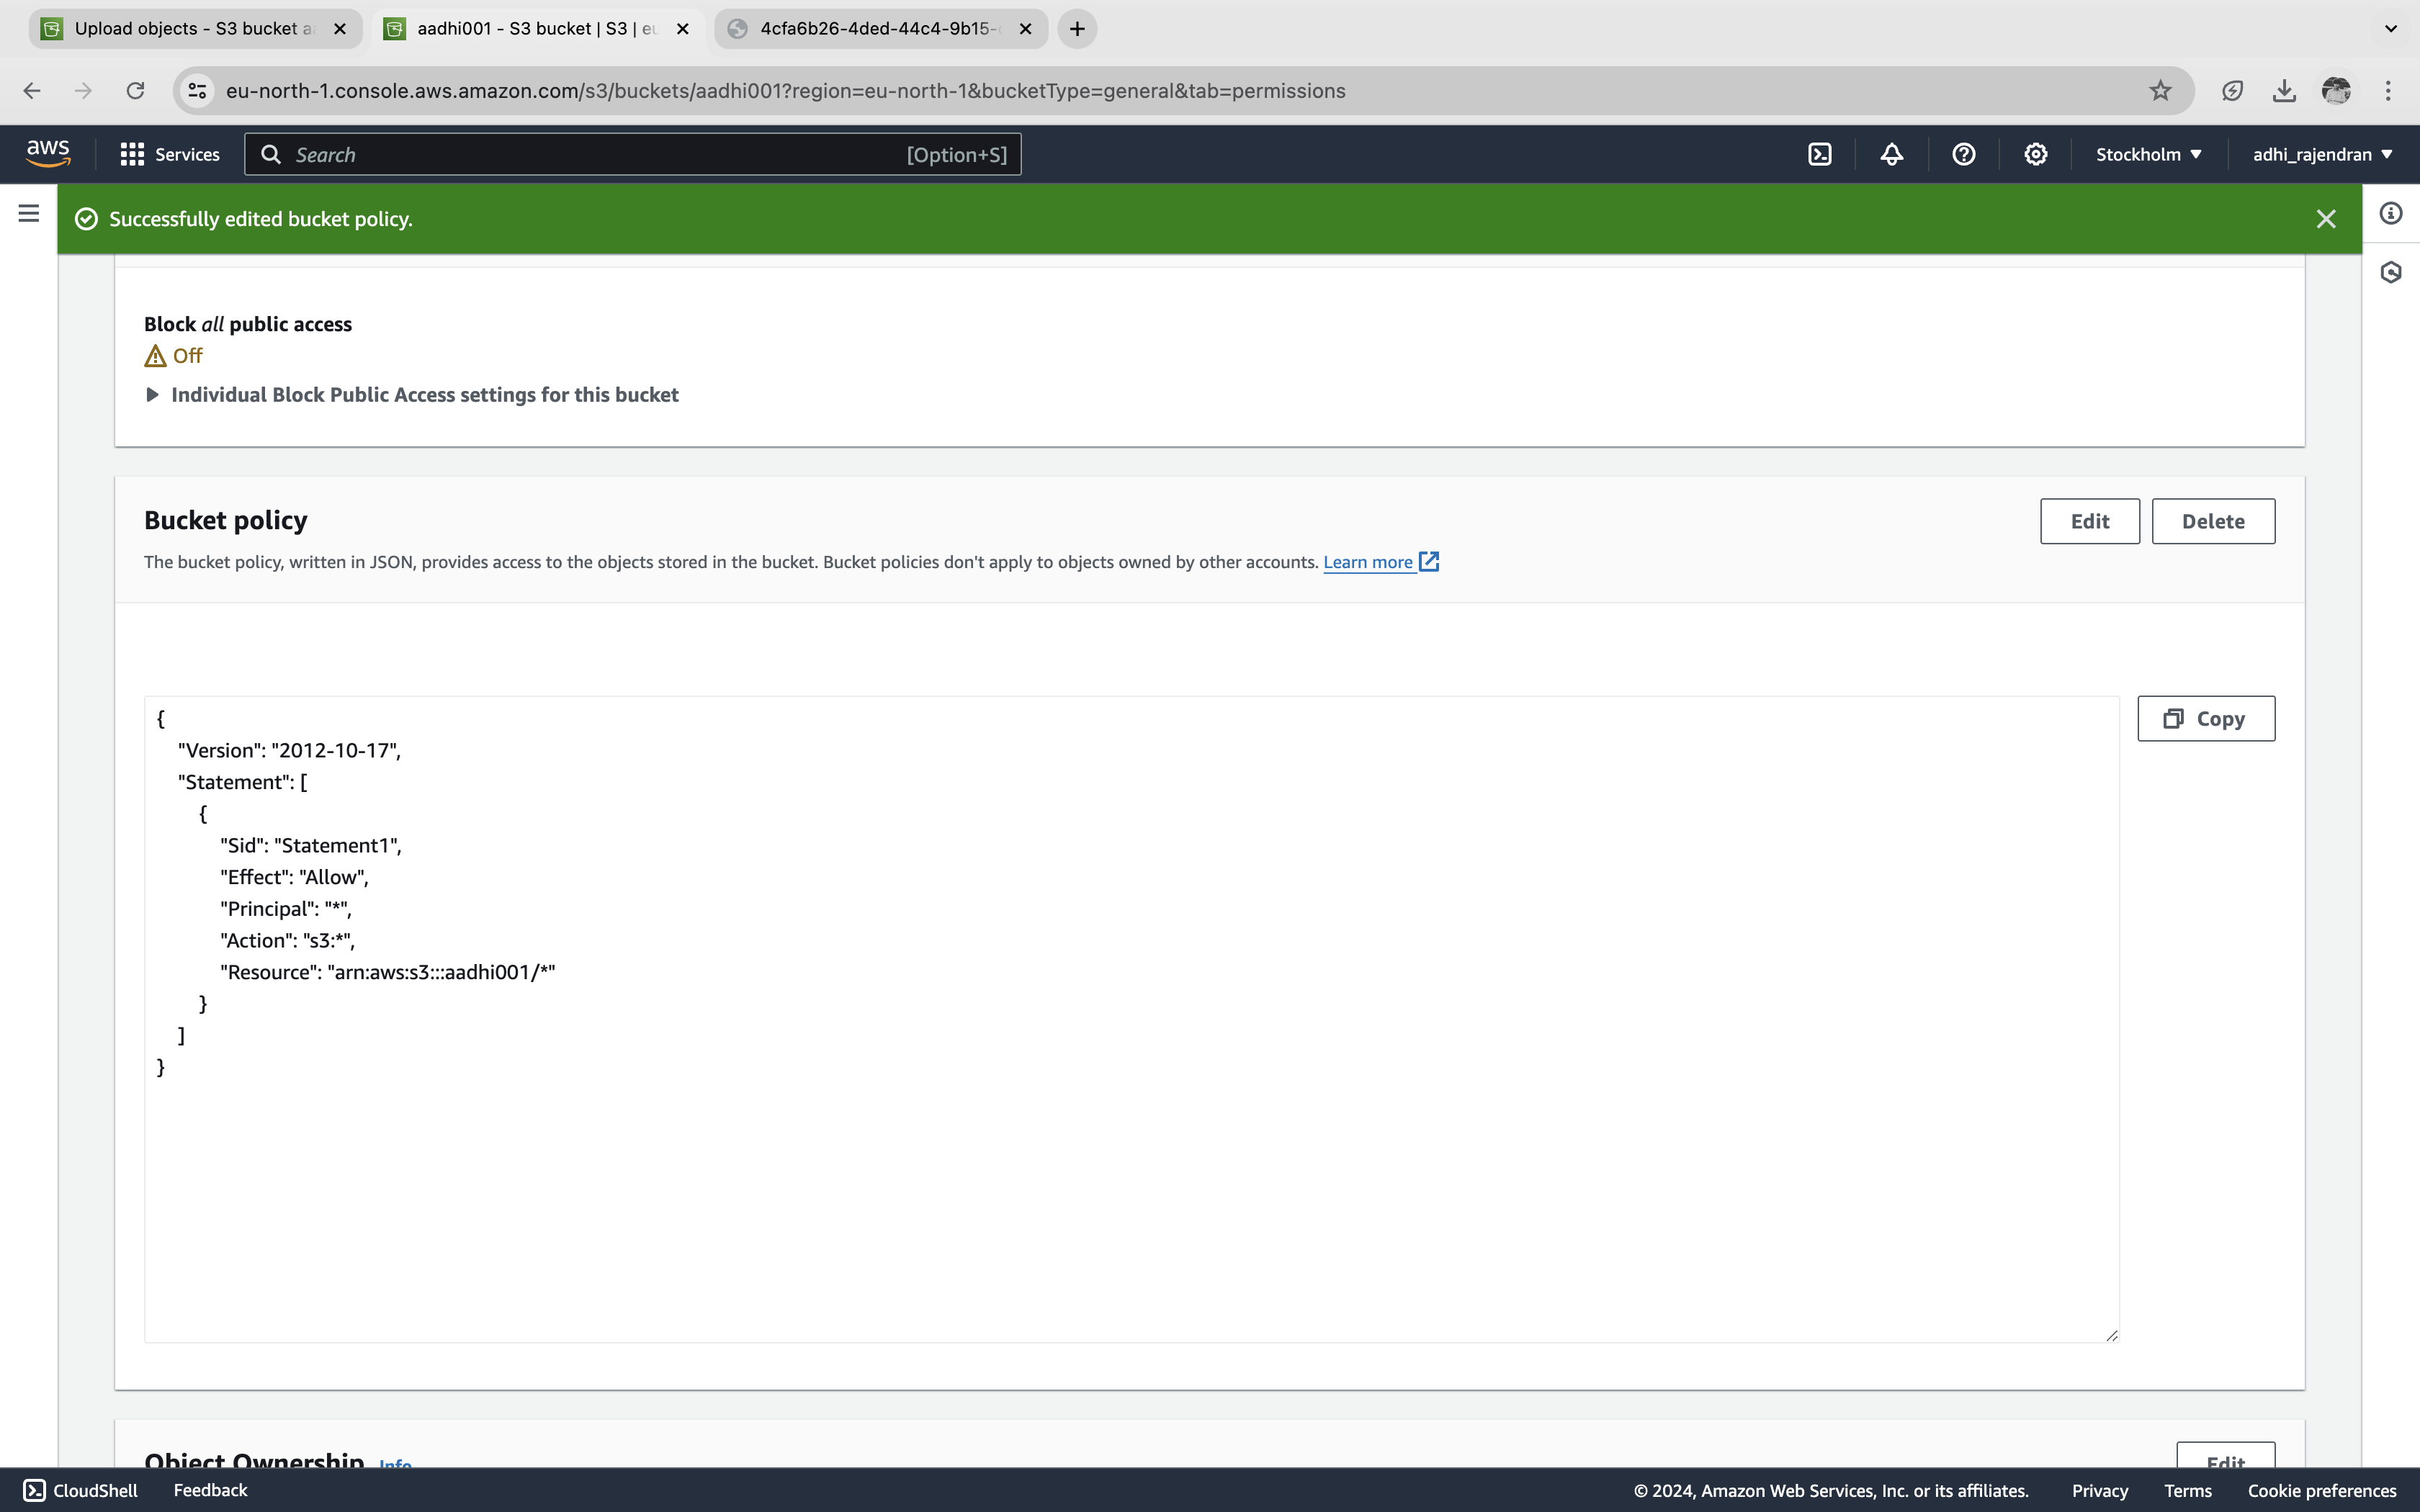 Upload objects - S3 bucket a
aadhi001 - S3 bucket | S3 | eu
4cfa6b26-4ded-44c4-9b15-
eu-north-1.console.aws.amazon.com/s3/buckets/aadhi001?region=eu-north-1&bucketType=general&tab=permissions
aws
Services
Search
[Option+S]
Stockholm
adhi_rajendran
Successfully edited bucket policy.
Block all public access
Off
Individual Block Public Access settings for this bucket
Bucket policy
Edit
Delete
The bucket policy, written in JSON, provides access to the objects stored in the bucket. Bucket policies don't apply to objects owned by other accounts. Learn more
Copy
{
"Version": "2012-10-17",
"Statement": [
{
"Sid": "Statement1",
"Effect": "Allow",
"Principal": "*",
"Action": "s3:*",
"Resource": "arn:aws:s3:::aadhi001/*"
}
]
}
Object Ownership Info
Edit
CloudShell
Feedback
© 2024, Amazon Web Services, Inc. or its affiliates.
Privacy
Terms
Cookie preferences